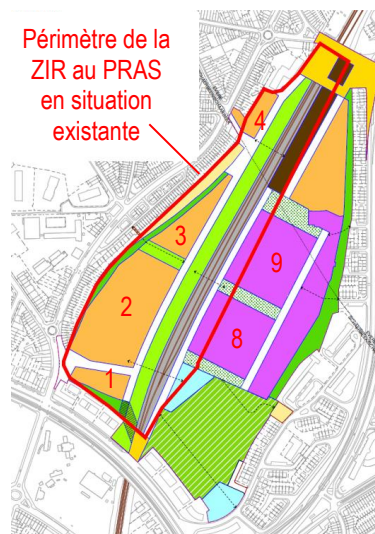 Périmètre de la
ZIR au PRAS
en situation
existante
4
3
9
2
8
1